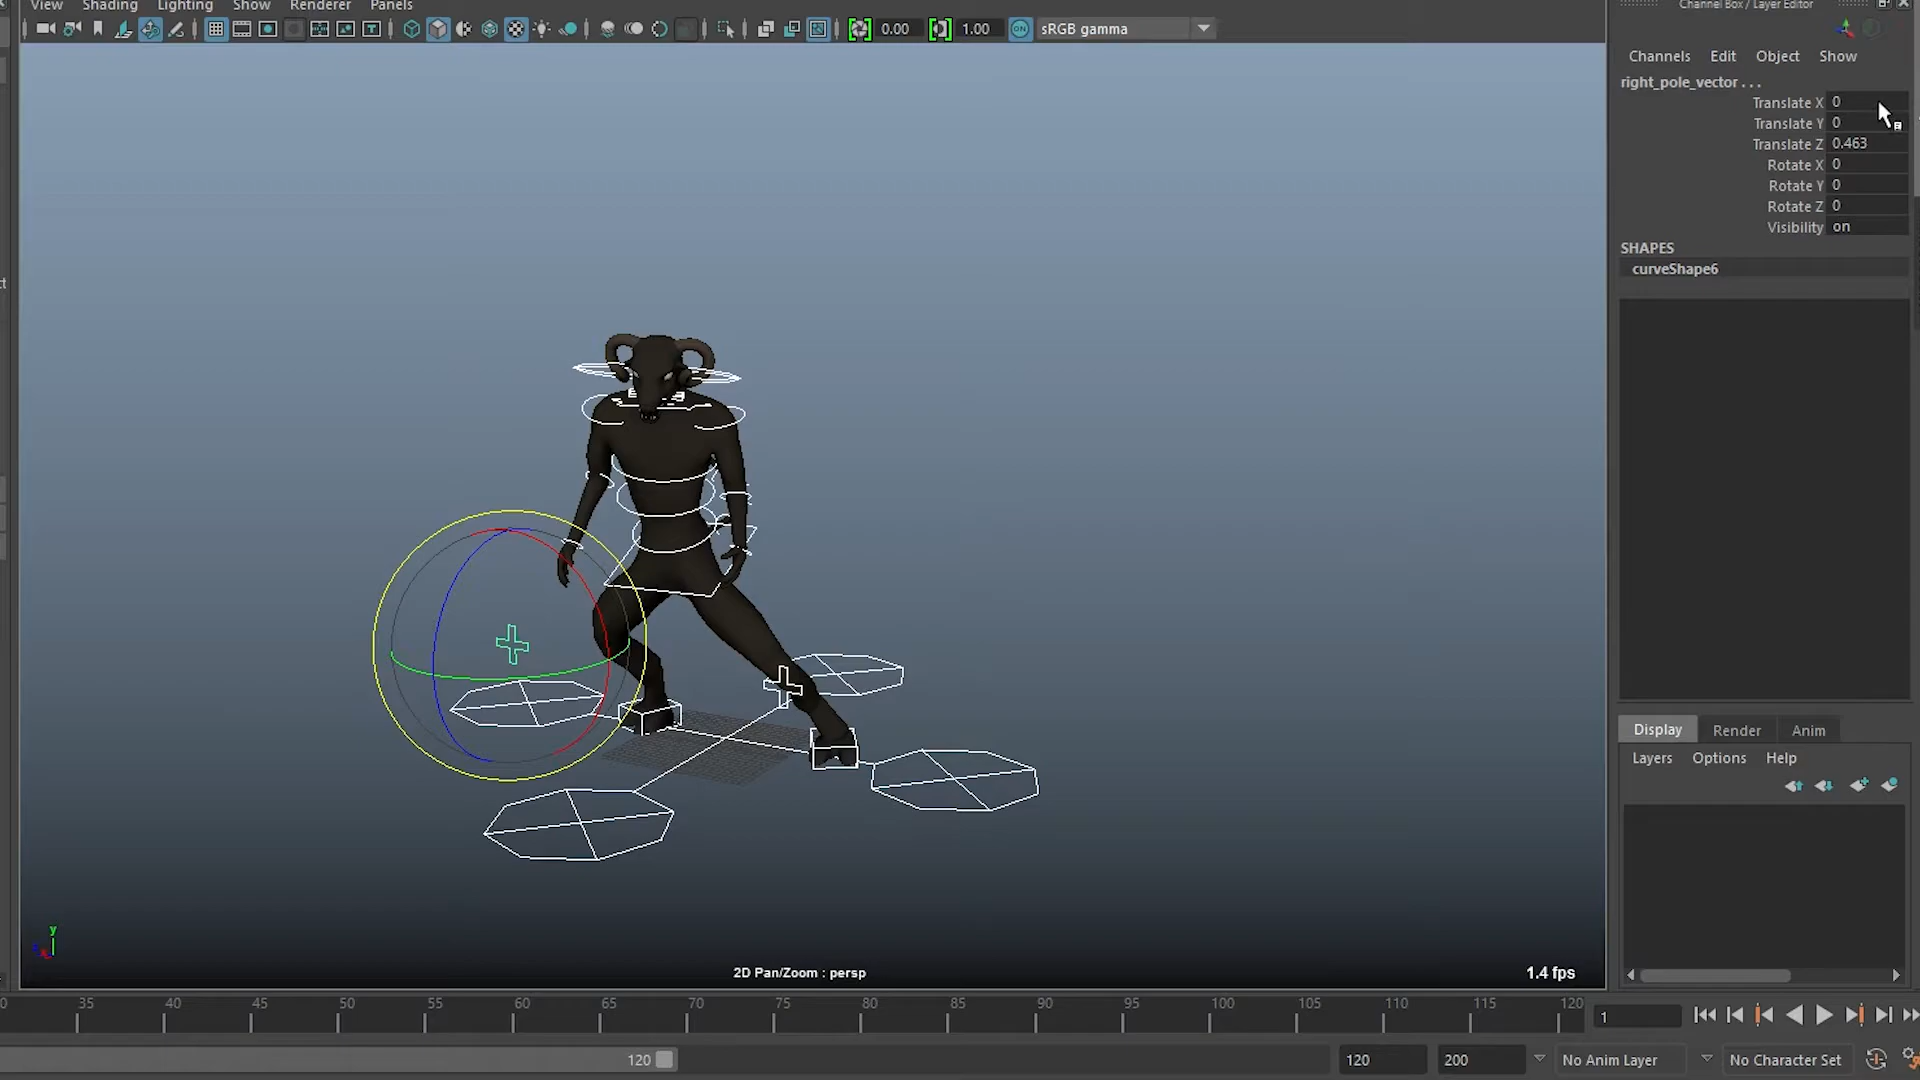 View Shading Lighting Show Renderer Panels
0.00 1.00 ON sRGB gamma
Channel Box / Layer Editor
Channels Edit Object Show
right_pole_vector . . .
Translate X 0
Translate Y 0
Translate Z 0.463
Rotate X 0
Rotate Y 0
Rotate Z 0
Visibility on
SHAPES
curveShape6
Display Render Anim
Layers Options Help
y
2D Pan/Zoom : persp
1.4 fps
35 40 45 50 55 60 65 70 75 80 85 90 95 100 105 110 115 120
1
120 120 200 No Anim Layer No Character Set